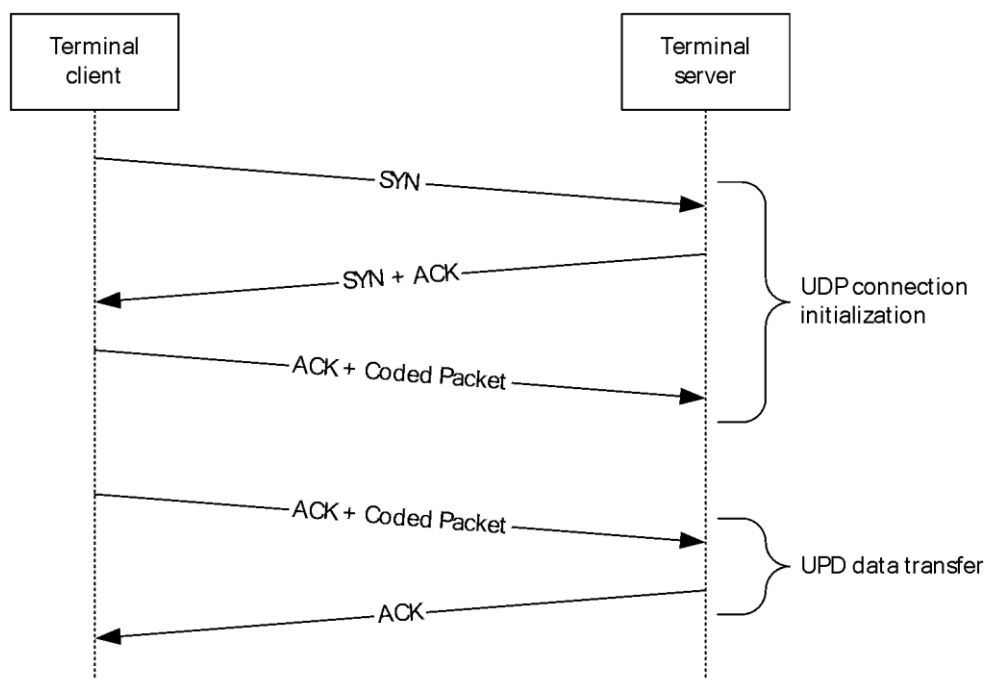 Terminal
client
Terminal
server
SYN
SYN + ACK
UDP connection
initialization
ACK + Coded Packet
ACK + Coded Packet
UPD data transfer
ACK